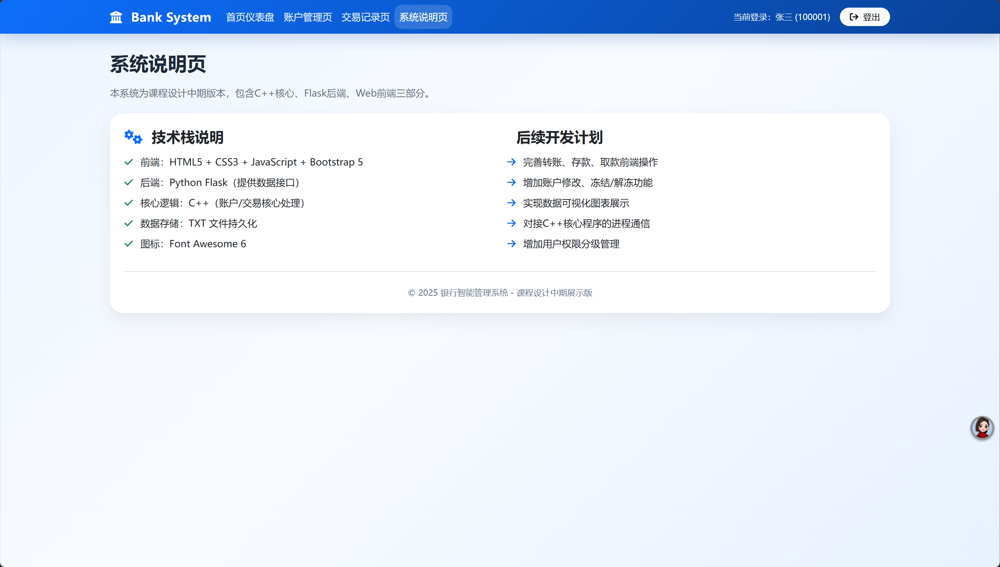 Bank System 首页仪表盘 账户管理页 交易记录页 系统说明页 当前登录：张三 (100001) 登出
系统说明页
本系统为课程设计中期版本，包含C++核心、Flask后端、Web前端三部分。
技术栈说明
前端：HTML5 + CSS3 + JavaScript + Bootstrap 5
后端：Python Flask（提供数据接口）
核心逻辑：C++（账户/交易核心处理）
数据存储：TXT 文件持久化
图标：Font Awesome 6
后续开发计划
完善转账、存款、取款前端操作
增加账户修改、冻结/解冻功能
实现数据可视化图表展示
对接C++核心程序的进程通信
增加用户权限分级管理
© 2025 银行智能管理系统 - 课程设计中期展示版